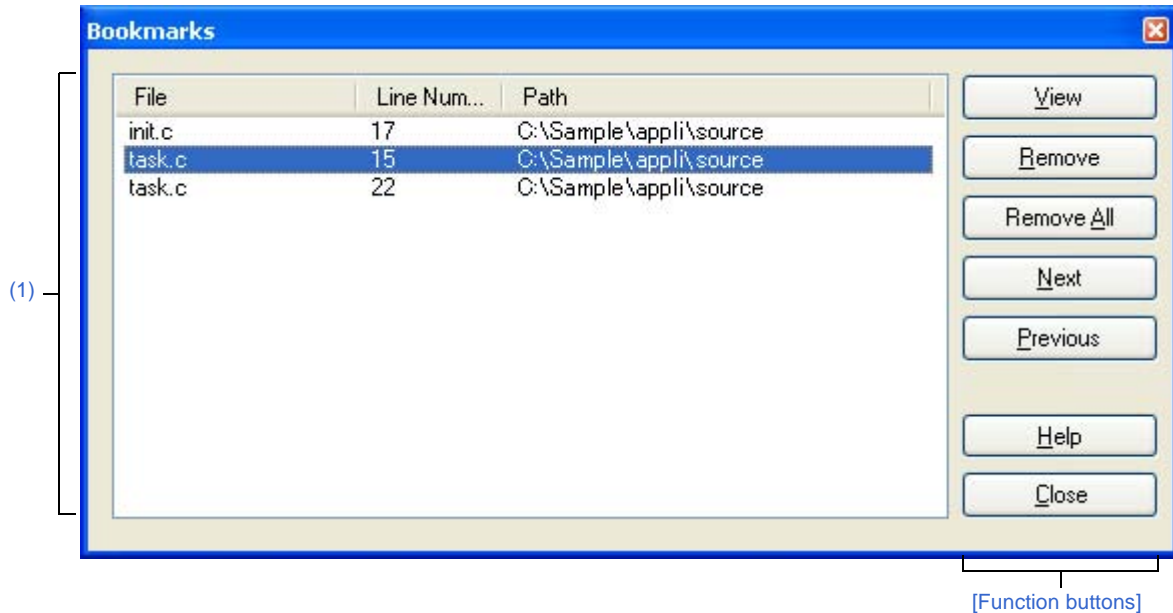 Bookmarks
File Line Num... Path
init.c 17 C:\Sample\appli\source
task.c 15 C:\Sample\appli\source
task.c 22 C:\Sample\appli\source
View
Remove
Remove All
Next
Previous
Help
Close
(1)
[Function buttons]